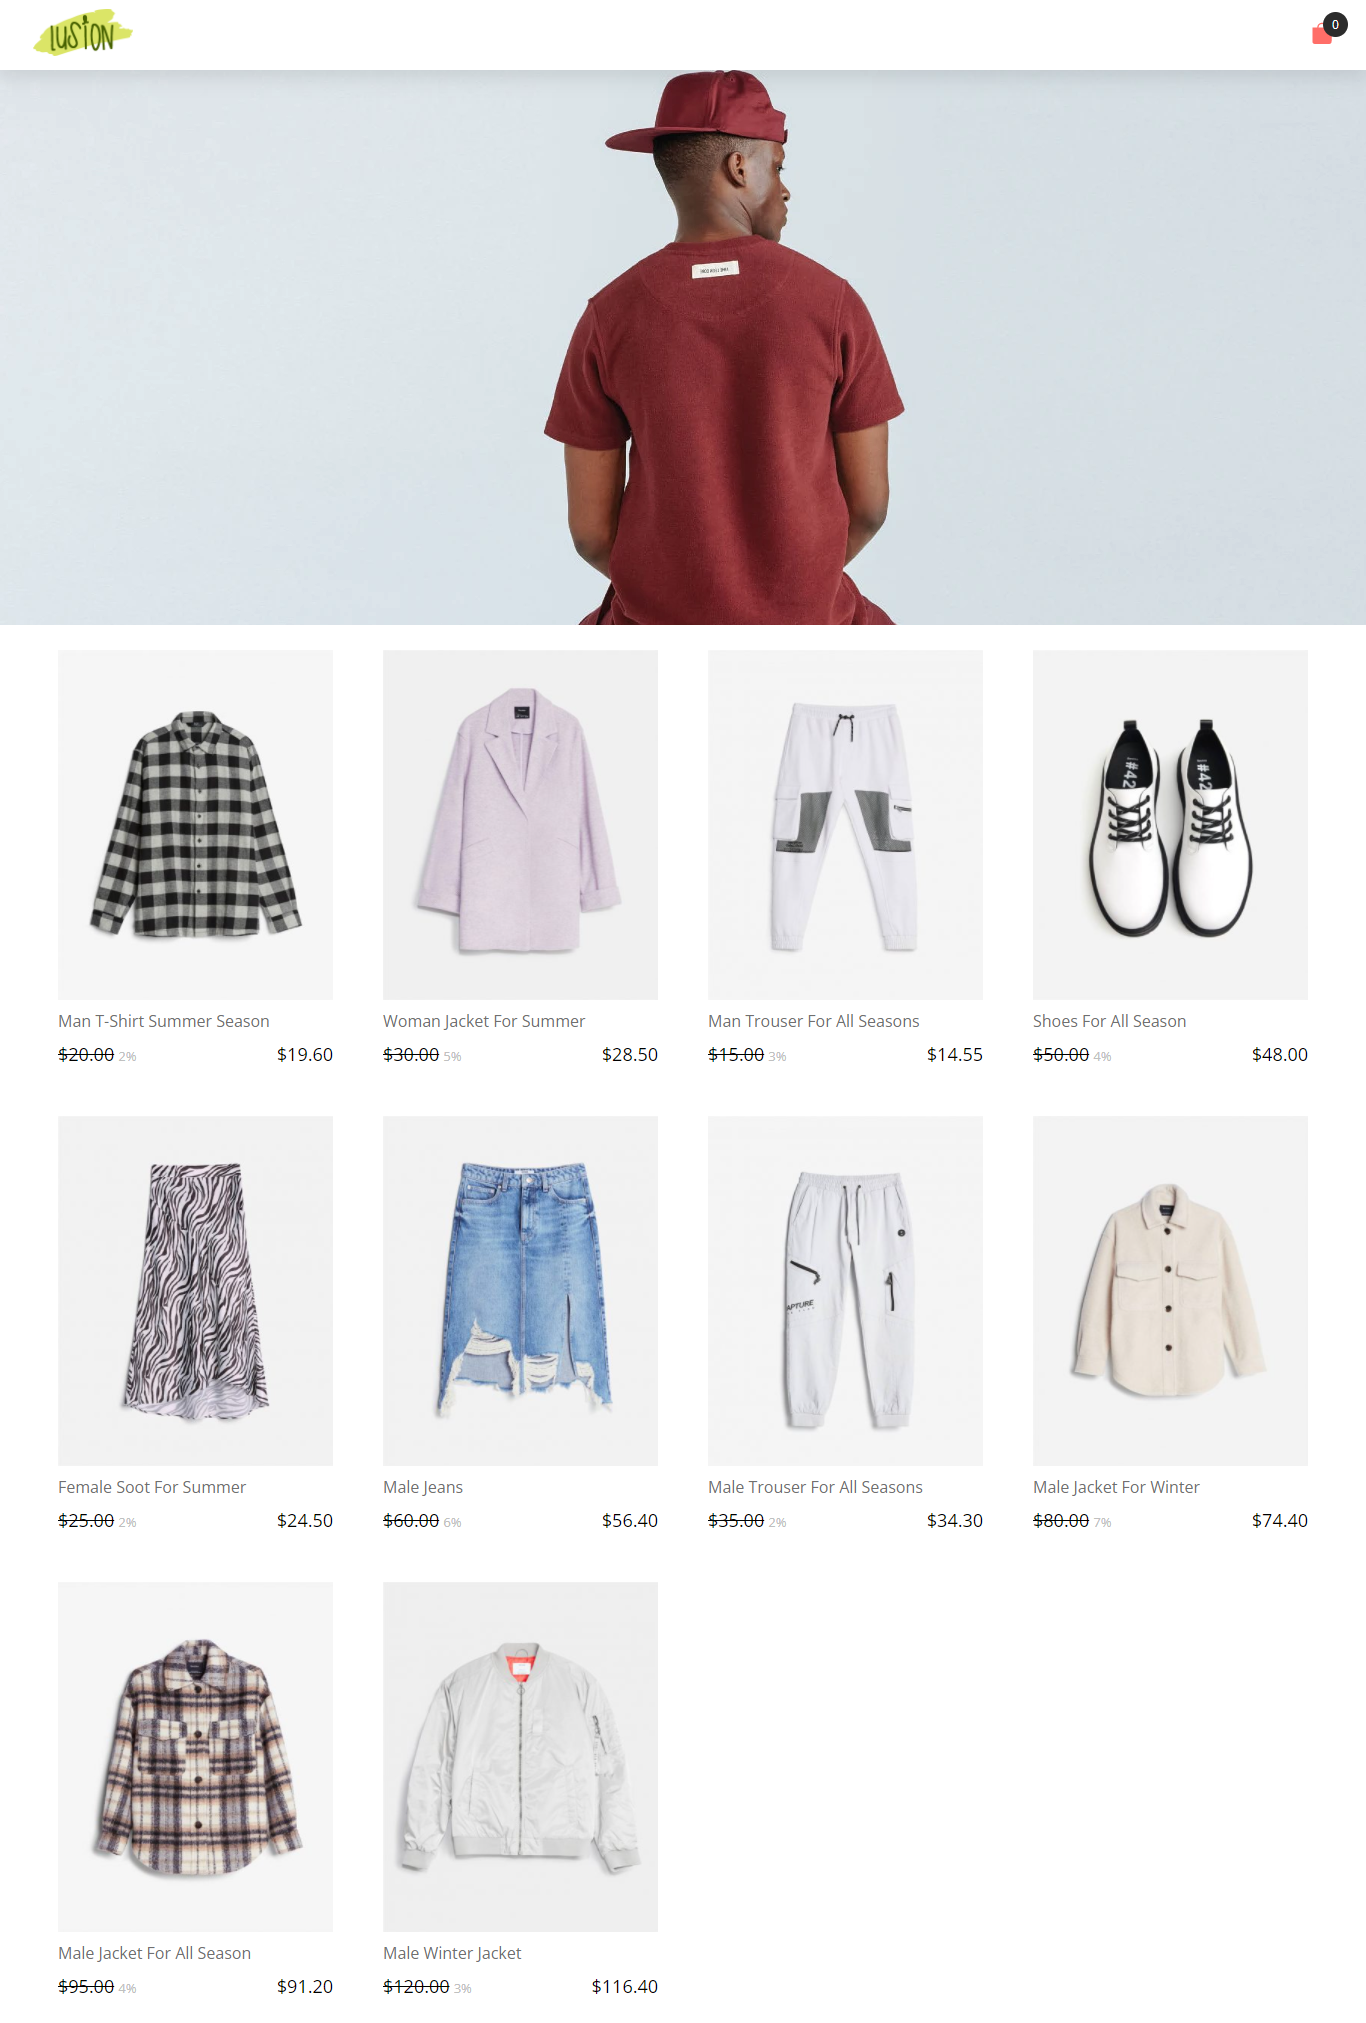 LUSION
0
Man T-Shirt Summer Season
$20.00 2% $19.60
Woman Jacket For Summer
$30.00 5% $28.50
Man Trouser For All Seasons
$15.00 3% $14.55
#42
#42
Shoes For All Season
$50.00 4% $48.00
Female Soot For Summer
$25.00 2% $24.50
Male Jeans
$60.00 6% $56.40
APTURE
Male Trouser For All Seasons
$35.00 2% $34.30
Male Jacket For Winter
$80.00 7% $74.40
Male Jacket For All Season
$95.00 4% $91.20
Male Winter Jacket
$120.00 3% $116.40